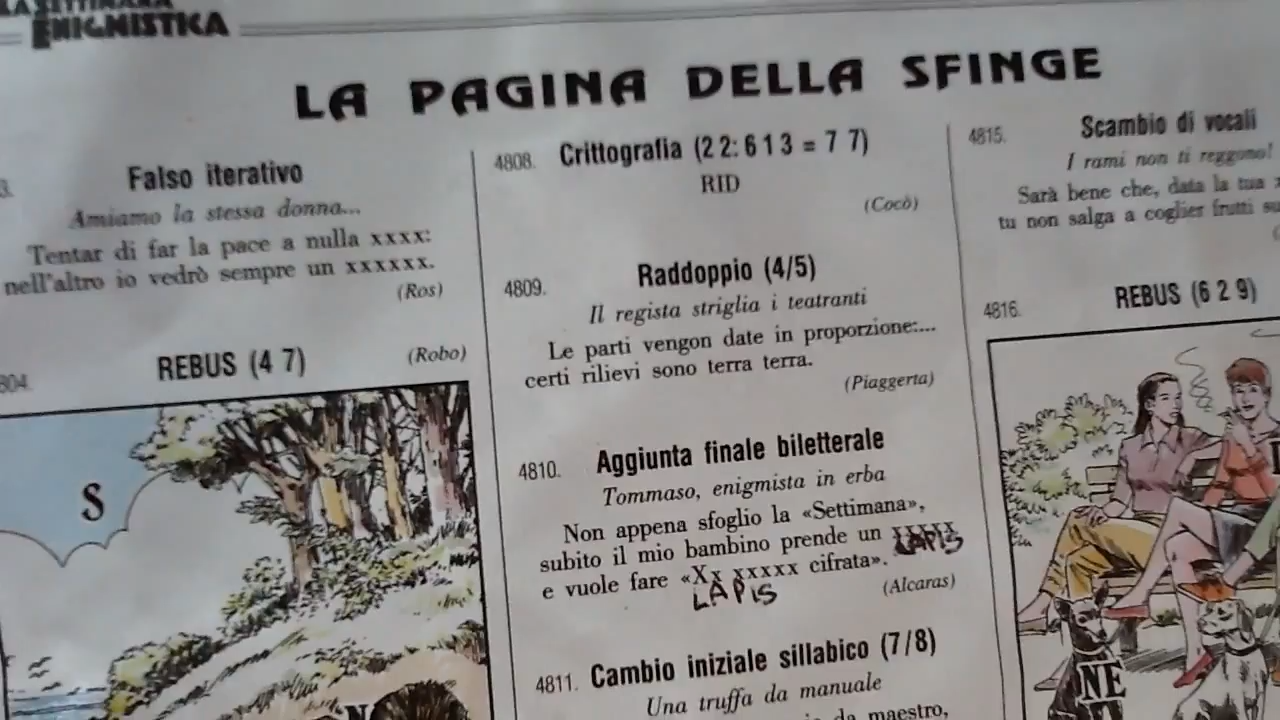 ENIGMISTICA
LA PAGINA DELLA SFINGE
3.
Falso iterativo
Amiamo la stessa donna...
Tentar di far la pace a nulla xxxx:
nell'altro io vedrò sempre un xxxxxx.
(Ros)
804.
REBUS (4 7)
(Robo)
S
N
4808.
Crittografia (2 2: 6 1 3 = 7 7)
RID
(Cocò)
4809.
Raddoppio (4/5)
Il regista striglia i teatranti
Le parti vengon date in proporzione:...
certi rilievi sono terra terra.
(Piaggerta)
4810.
Aggiunta finale biletterale
Tommaso, enigmista in erba
Non appena sfoglio la «Settimana»,
subito il mio bambino prende un xxxxx LAPIS
e vuole fare «Xx xxxxx cifrata».
LA PIS
(Alcaras)
4811.
Cambio iniziale sillabico (7/8)
Una truffa da manuale
da maestro,
4815.
Scambio di vocali
I rami non ti reggono!
Sarà bene che, data la tua
tu non salga a coglier frutti
4816.
REBUS (6 2 9)
NE